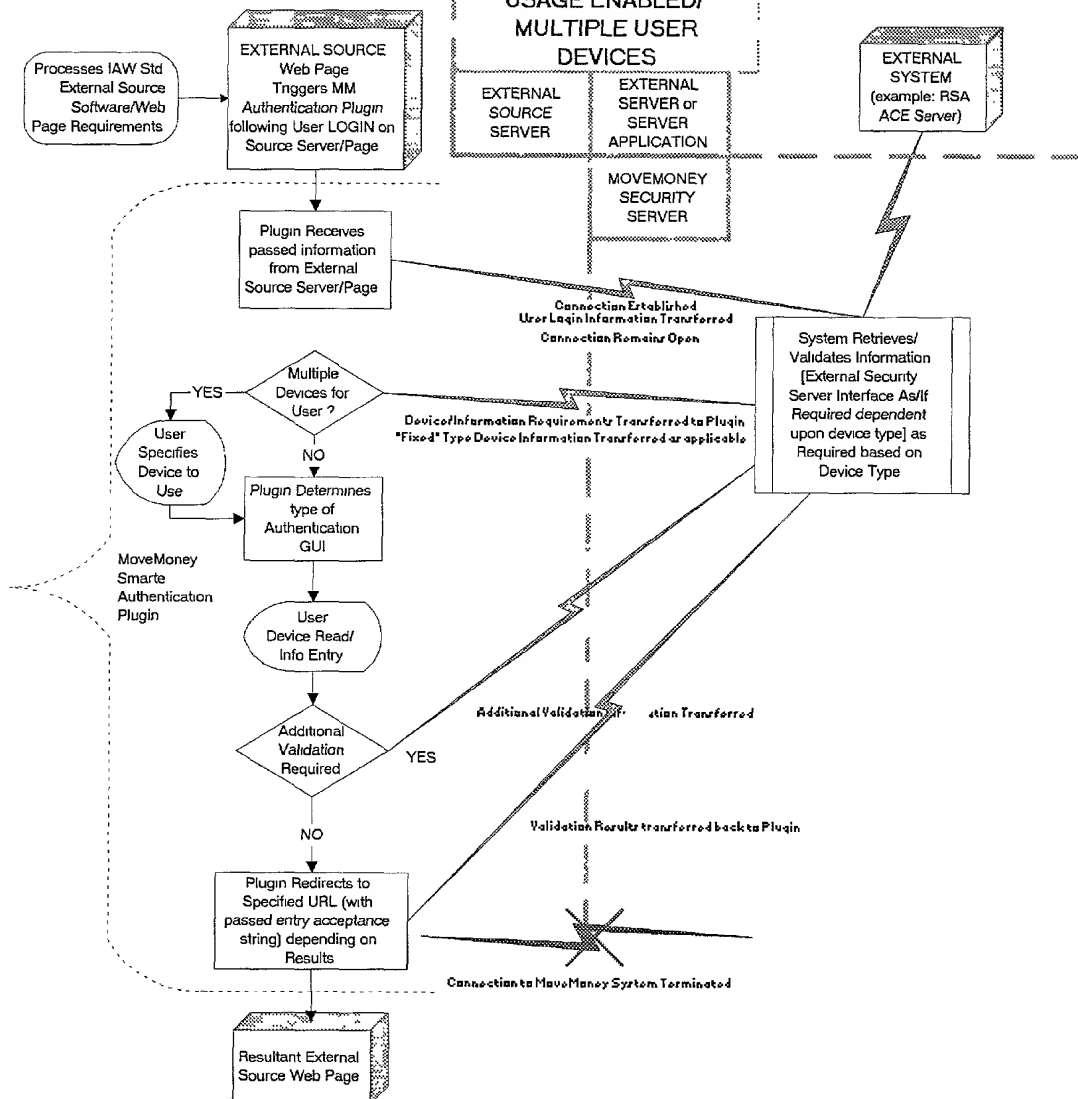 USAGE ENABLED/
MULTIPLE USER
DEVICES
Processes IAW Std
External Source
Software/Web
Page Requirements
EXTERNAL SOURCE
Web Page
Triggers MM
Authentication Plugin
following User LOGIN on
Source Server/Page
EXTERNAL
SOURCE
SERVER
EXTERNAL
SERVER or
SERVER
APPLICATION
MOVEMONEY
SECURITY
SERVER
EXTERNAL
SYSTEM
(example: RSA
ACE Server)
Plugin Receives
passed information
from External
Source Server/Page
Connection Established
User Login Information Transferred
Connection Remains Open
System Retrieves/
Validates Information
[External Security
Server Interface As/If
Required dependent
upon device type] as
Required based on
Device Type
Multiple
Devices for
User ?
YES
NO
Device/Information Requirements Transferred to Plugin
"Fixed" Type Device Information Transferred as applicable
User
Specifies
Device to
Use
Plugin Determines
type of
Authentication
GUI
MoveMoney
Smarte
Authentication
Plugin
User
Device Read/
Info Entry
Additional Validation Transferred
Additional
Validation
Required
YES
NO
Validation Results transferred back to Plugin
Plugin Redirects to
Specified URL (with
passed entry acceptance
string) depending on
Results
Connection to MoveMoney System Terminated
Resultant External
Source Web Page